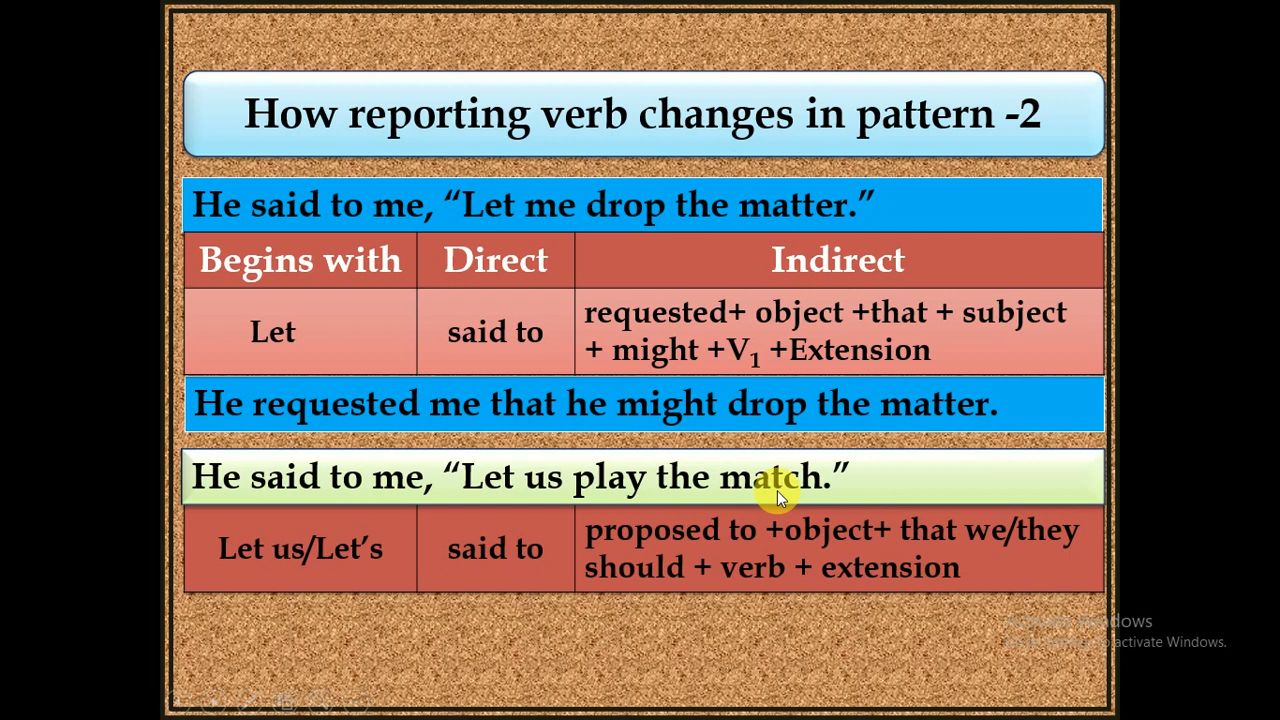 How reporting verb changes in pattern -2
He said to me, “Let me drop the matter.”
Begins with Direct Indirect
Let said to requested+ object +that + subject
+ might +V₁ +Extension
He requested me that he might drop the matter.
He said to me, “Let us play the match.”
Let us/Let’s said to proposed to +object+ that we/they
should + verb + extension
activate Windows.